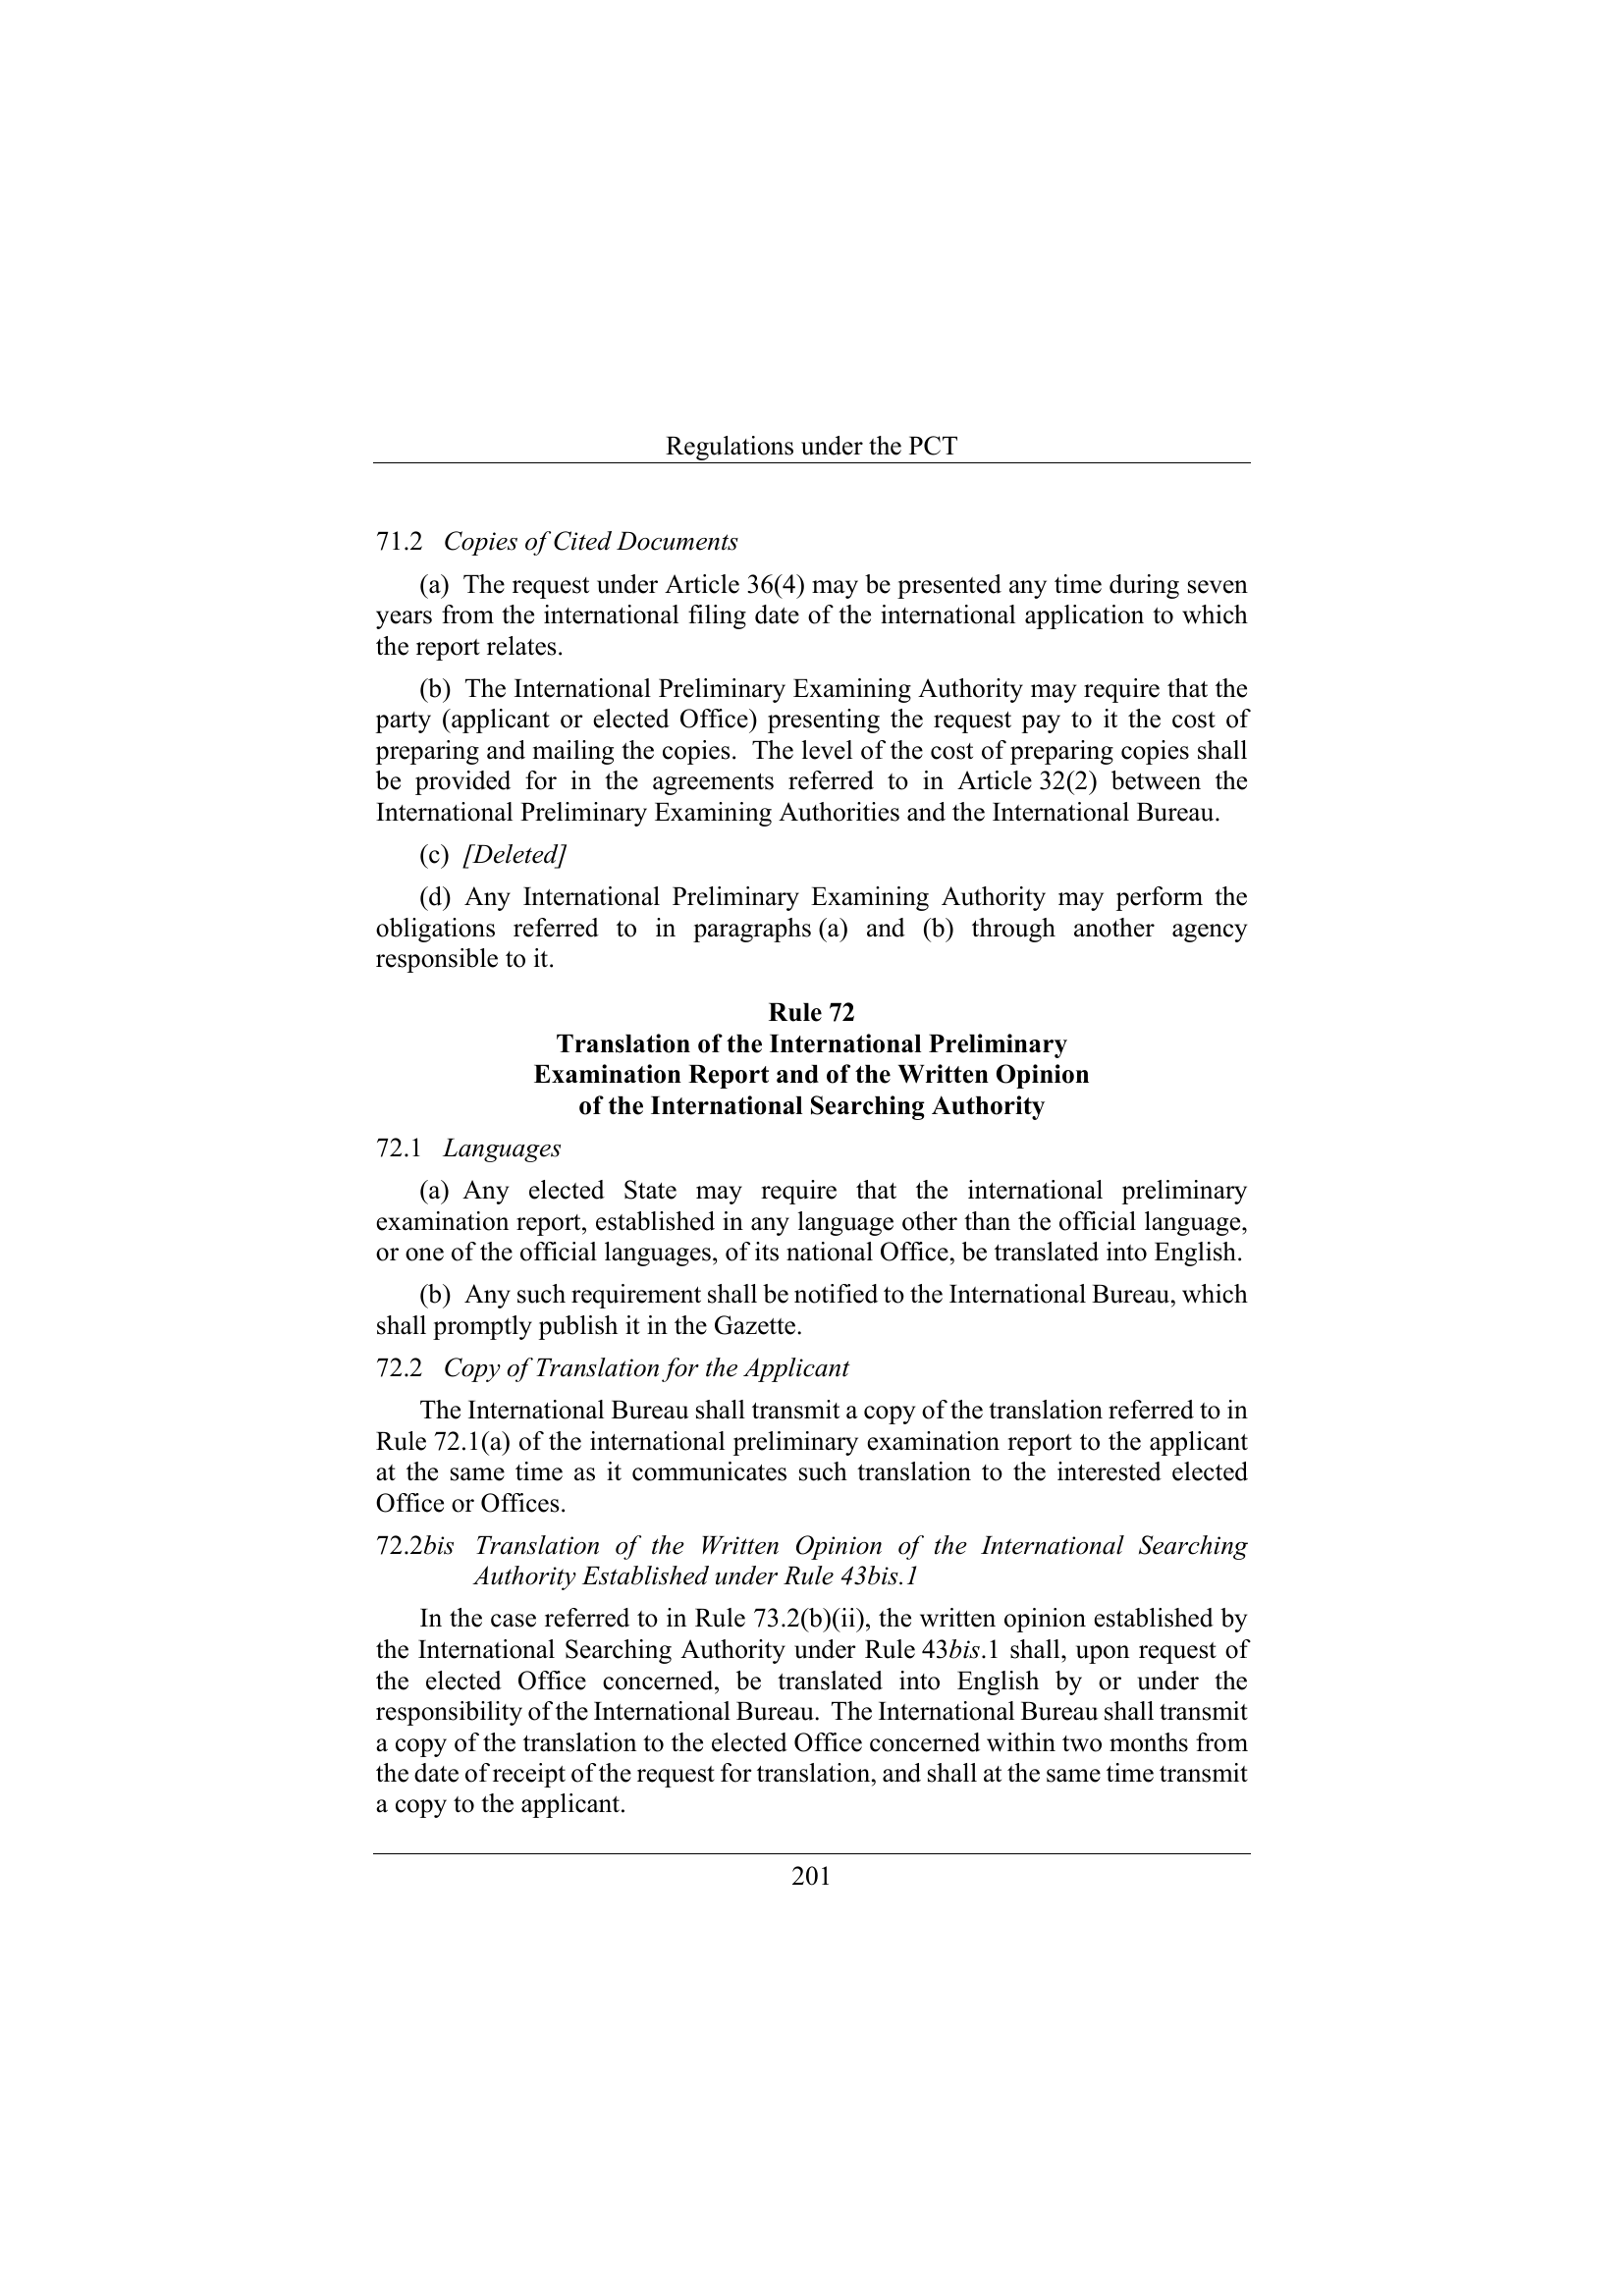 Regulations under the PCT
71.2 Copies of Cited Documents
(a) The request under Article 36(4) may be presented any time during seven
years from the international filing date of the international application to which
the report relates.
(b) The International Preliminary Examining Authority may require that the
party (applicant or elected Office) presenting the request pay to it the cost of
preparing and mailing the copies. The level of the cost of preparing copies shall
be provided for in the agreements referred to in Article 32(2) between the
International Preliminary Examining Authorities and the International Bureau.
(c) [Deleted]
(d) Any International Preliminary Examining Authority may perform the
obligations referred to in paragraphs (a) and (b) through another agency
responsible to it.
Rule 72
Translation of the International Preliminary
Examination Report and of the Written Opinion
of the International Searching Authority
72.1 Languages
(a) Any elected State may require that the international preliminary
examination report, established in any language other than the official language,
or one of the official languages, of its national Office, be translated into English.
(b) Any such requirement shall be notified to the International Bureau, which
shall promptly publish it in the Gazette.
72.2 Copy of Translation for the Applicant
The International Bureau shall transmit a copy of the translation referred to in
Rule 72.1(a) of the international preliminary examination report to the applicant
at the same time as it communicates such translation to the interested elected
Office or Offices.
72.2bis Translation of the Written Opinion of the International Searching
Authority Established under Rule 43bis.1
In the case referred to in Rule 73.2(b)(ii), the written opinion established by
the International Searching Authority under Rule 43bis.1 shall, upon request of
the elected Office concerned, be translated into English by or under the
responsibility of the International Bureau. The International Bureau shall transmit
a copy of the translation to the elected Office concerned within two months from
the date of receipt of the request for translation, and shall at the same time transmit
a copy to the applicant.
201